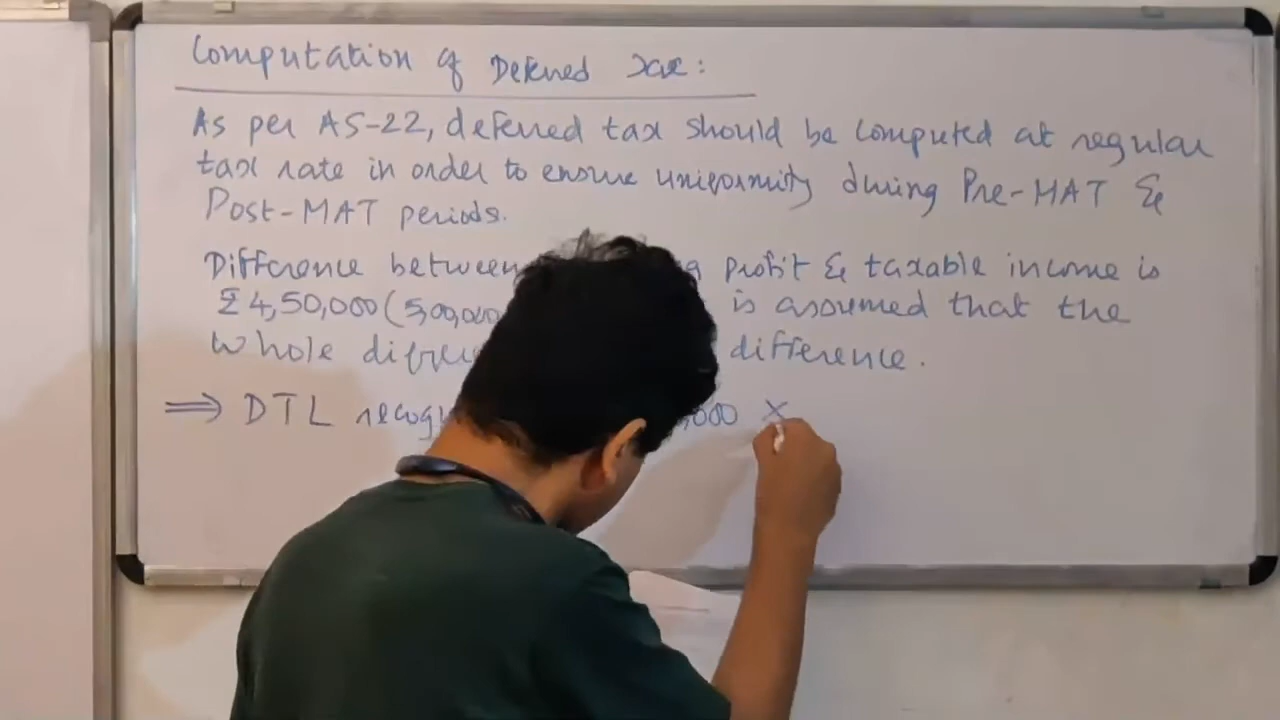 Computation of Deferred Tax:
As per AS-22, deferred tax should be computed at regular
tax rate in order to ensure uniformity during Pre-MAT &
Post-MAT periods.
Difference between profit & taxable income is
₹4,50,000 (5,00,000 is assumed that the
whole difference.
⇒ DTL ,000 ×